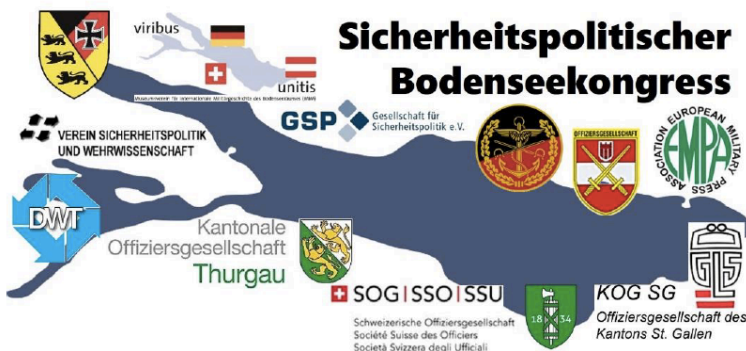 Sicherheitspolitischer
Bodenseekongress
viribus
unitis
GSP
Gesellschaft für
Sicherheitspolitik e.V.
VEREIN SICHERHEITSPOLITIK
UND WEHRWISSENSCHAFT
OFFIZIERSGESELLSCHAFT
ASSOCIATION EUROPEAN MILITARY PRESS
EMPA
DWT
Kantonale
Offiziersgesellschaft
Thurgau
SOG|SSO|SSU
Schweizerische Offiziersgesellschaft
Société Suisse des Officiers
Società Svizzera degli Ufficiali
18 34
KOG SG
Offiziersgesellschaft des
Kantons St. Gallen